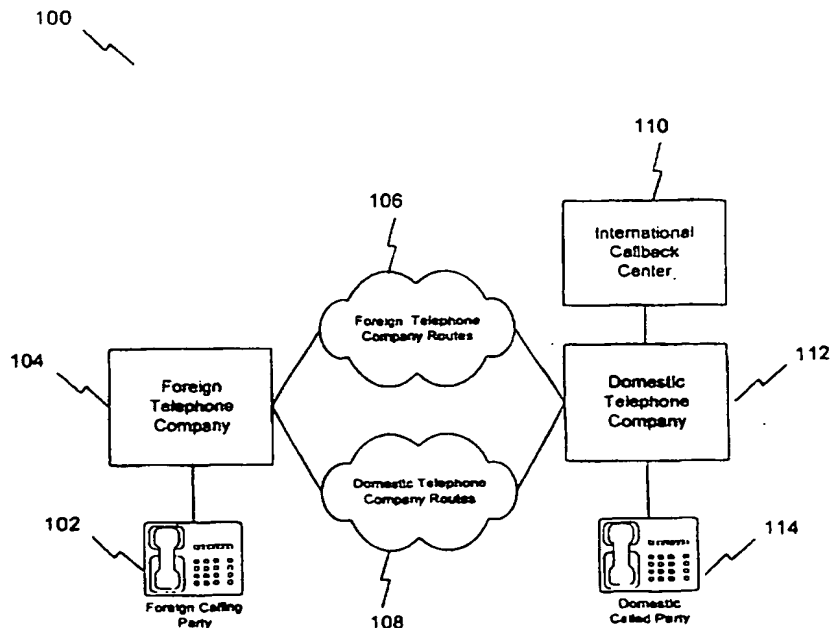 100
110
106
International
Callback
Center
Foreign Telephone
Company Routes
104
112
Foreign
Telephone
Company
Domestic
Telephone
Company
Domestic Telephone
Company Routes
102
114
Foreign Calling
Party
108
Domestic
Called Party